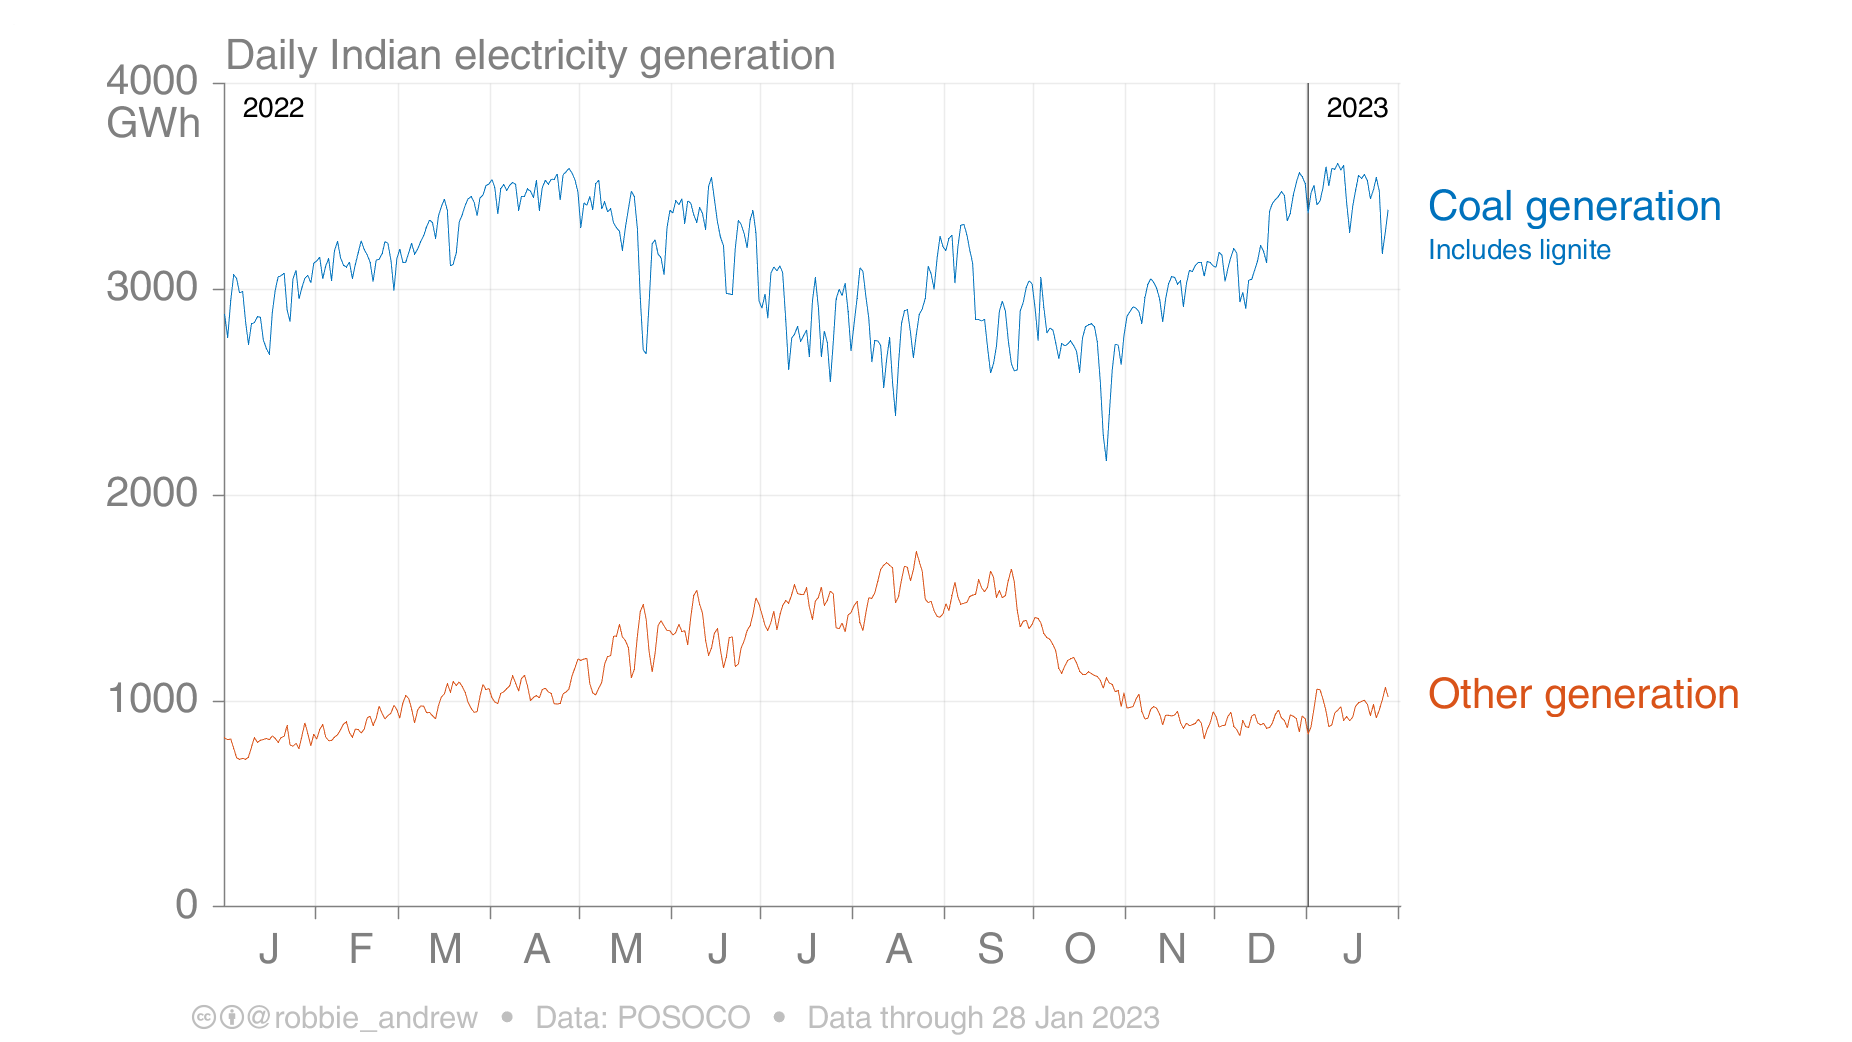 Daily Indian electricity generation
4000
GWh
2022
2023
3000
2000
1000
0
Coal generation
Includes lignite
Other generation
J F M A M J J A S O N D J
cc @robbie_andrew • Data: POSOCO • Data through 28 Jan 2023